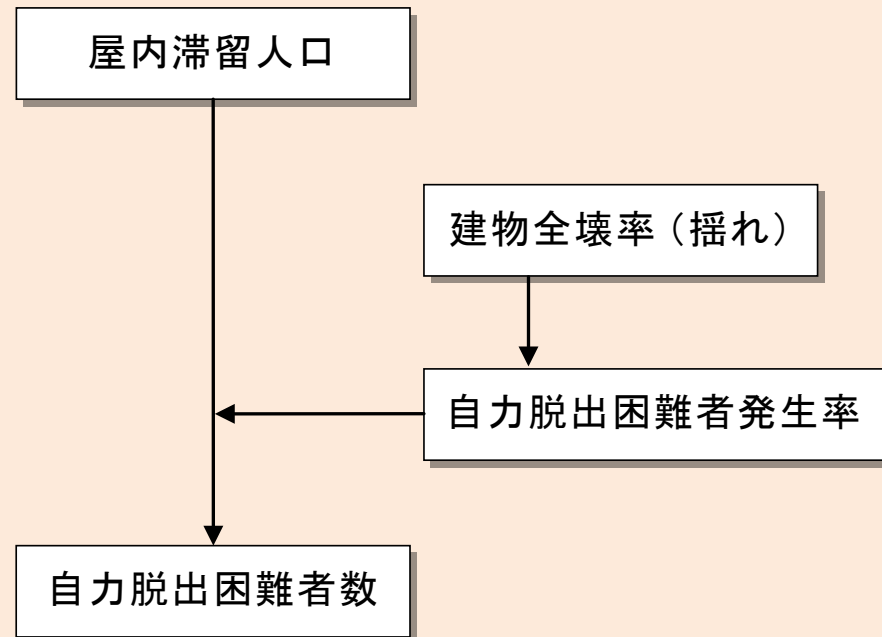 屋内滞留人口
建物全壊率（揺れ）
自力脱出困難者発生率
自力脱出困難者数